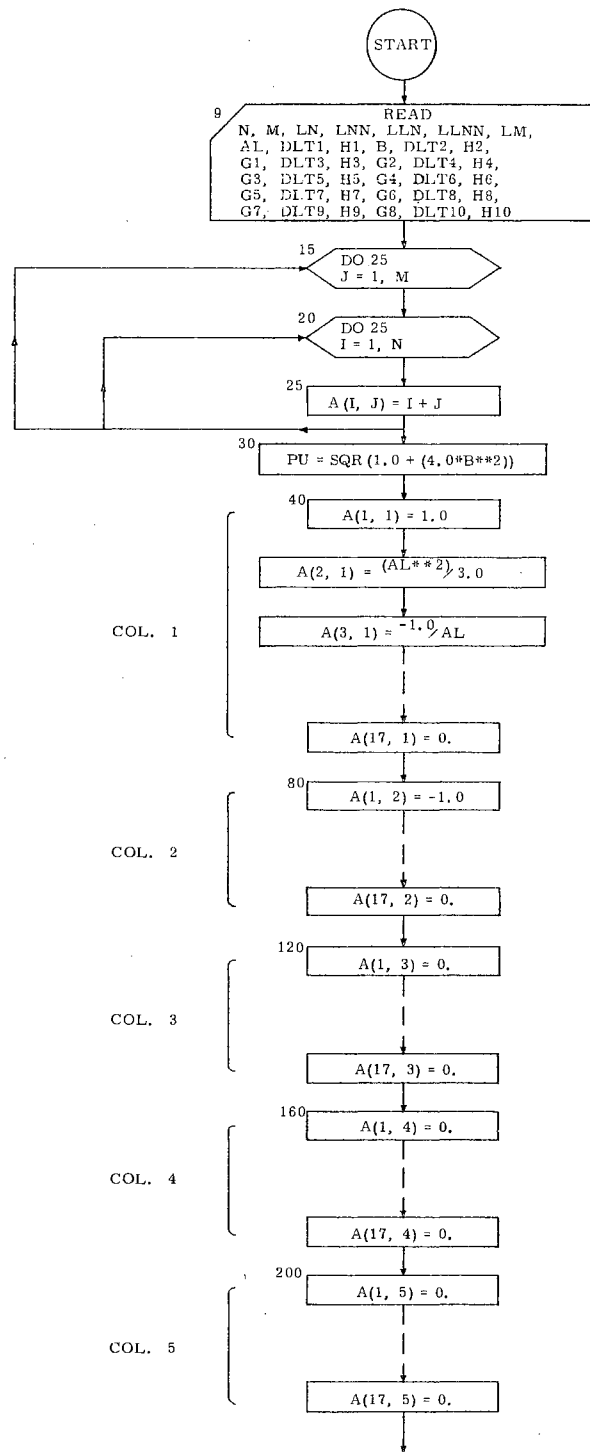 START
9
READ
N, M, LN, LNN, LLN, LLNN, LM,
AL, DLT1, H1, B, DLT2, H2,
G1, DLT3, H3, G2, DLT4, H4,
G3, DLT5, H5, G4, DLT6, H6,
G5, DLT7, H7, G6, DLT8, H8,
G7, DLT9, H9, G8, DLT10, H10
15
DO 25
J = 1, M
20
DO 25
I = 1, N
25
A (I, J) = I + J
30
PU = SQR (1.0 + (4.0*B**2))
40
A(1, 1) = 1.0
A(2, 1) = (AL**2)/3.0
COL. 1
A(3, 1) = -1.0/AL
A(17, 1) = 0.
80
A(1, 2) = -1.0
COL. 2
A(17, 2) = 0.
120
A(1, 3) = 0.
COL. 3
A(17, 3) = 0.
160
A(1, 4) = 0.
COL. 4
A(17, 4) = 0.
200
A(1, 5) = 0.
COL. 5
A(17, 5) = 0.